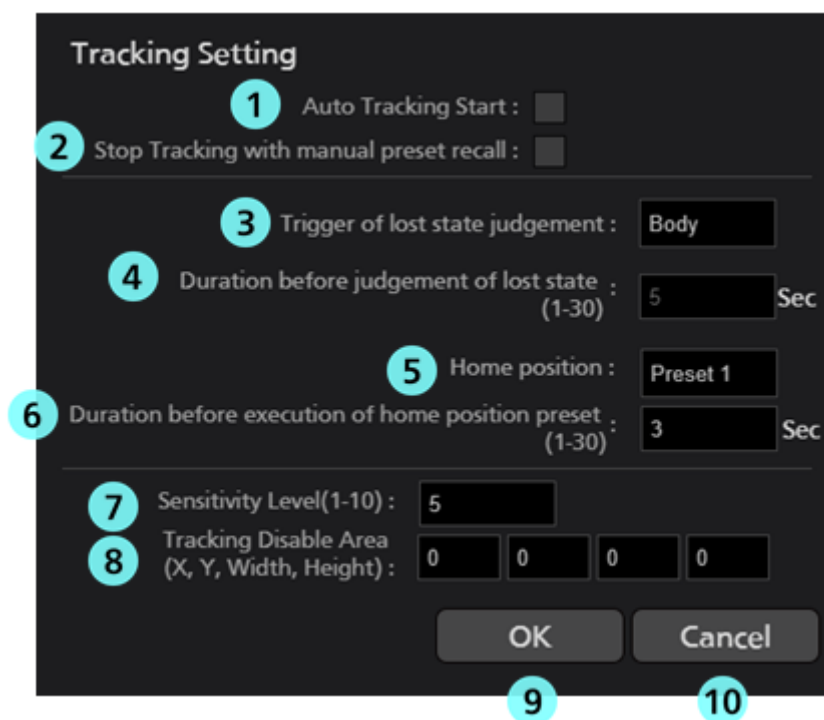 Tracking Setting
1 Auto Tracking Start :
2 Stop Tracking with manual preset recall :
3 Trigger of lost state judgement : Body
4 Duration before judgement of lost state : 5 Sec
(1-30)
5 Home position : Preset 1
6 Duration before execution of home position preset : 3 Sec
(1-30)
7 Sensitivity Level(1-10) : 5
8 Tracking Disable Area
(X, Y, Width, Height) : 0 0 0 0
OK Cancel
9 10